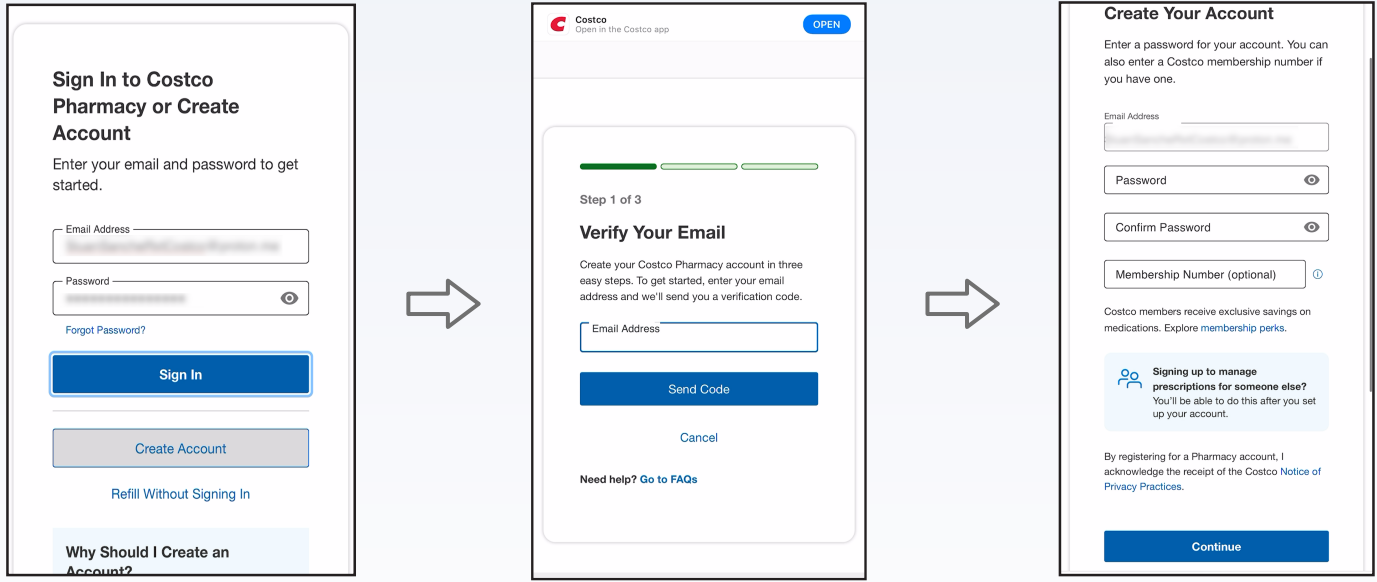 Sign In to Costco
Pharmacy or Create
Account
Enter your email and password to get
started.
Email Address
Password
Forgot Password?
Sign In
Create Account
Refill Without Signing In
Why Should I Create an
Account?
Costco
Open in the Costco app
OPEN
Step 1 of 3
Verify Your Email
Create your Costco Pharmacy account in three
easy steps. To get started, enter your email
address and we'll send you a verification code.
Email Address
Send Code
Cancel
Need help? Go to FAQs
Create Your Account
Enter a password for your account. You can
also enter a Costco membership number if
you have one.
Email Address
Password
Confirm Password
Membership Number (optional)
Costco members receive exclusive savings on
medications. Explore membership perks.
Signing up to manage
prescriptions for someone else?
You'll be able to do this after you set
up your account.
By registering for a Pharmacy account, I
acknowledge the receipt of the Costco Notice of
Privacy Practices.
Continue